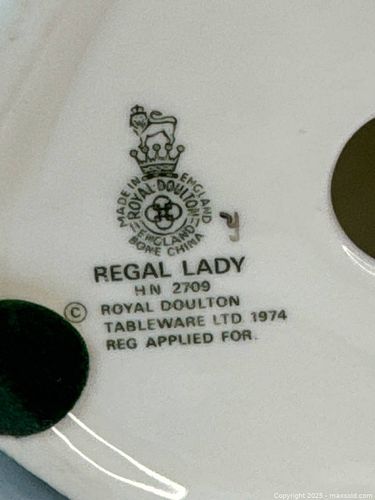 MADE IN ENGLAND
ROYAL DOULTON
ENGLAND
BONE CHINA
y
REGAL LADY
HN 2709
© ROYAL DOULTON
TABLEWARE LTD 1974
REG APPLIED FOR.
Copyright 2025 - maxsold.com